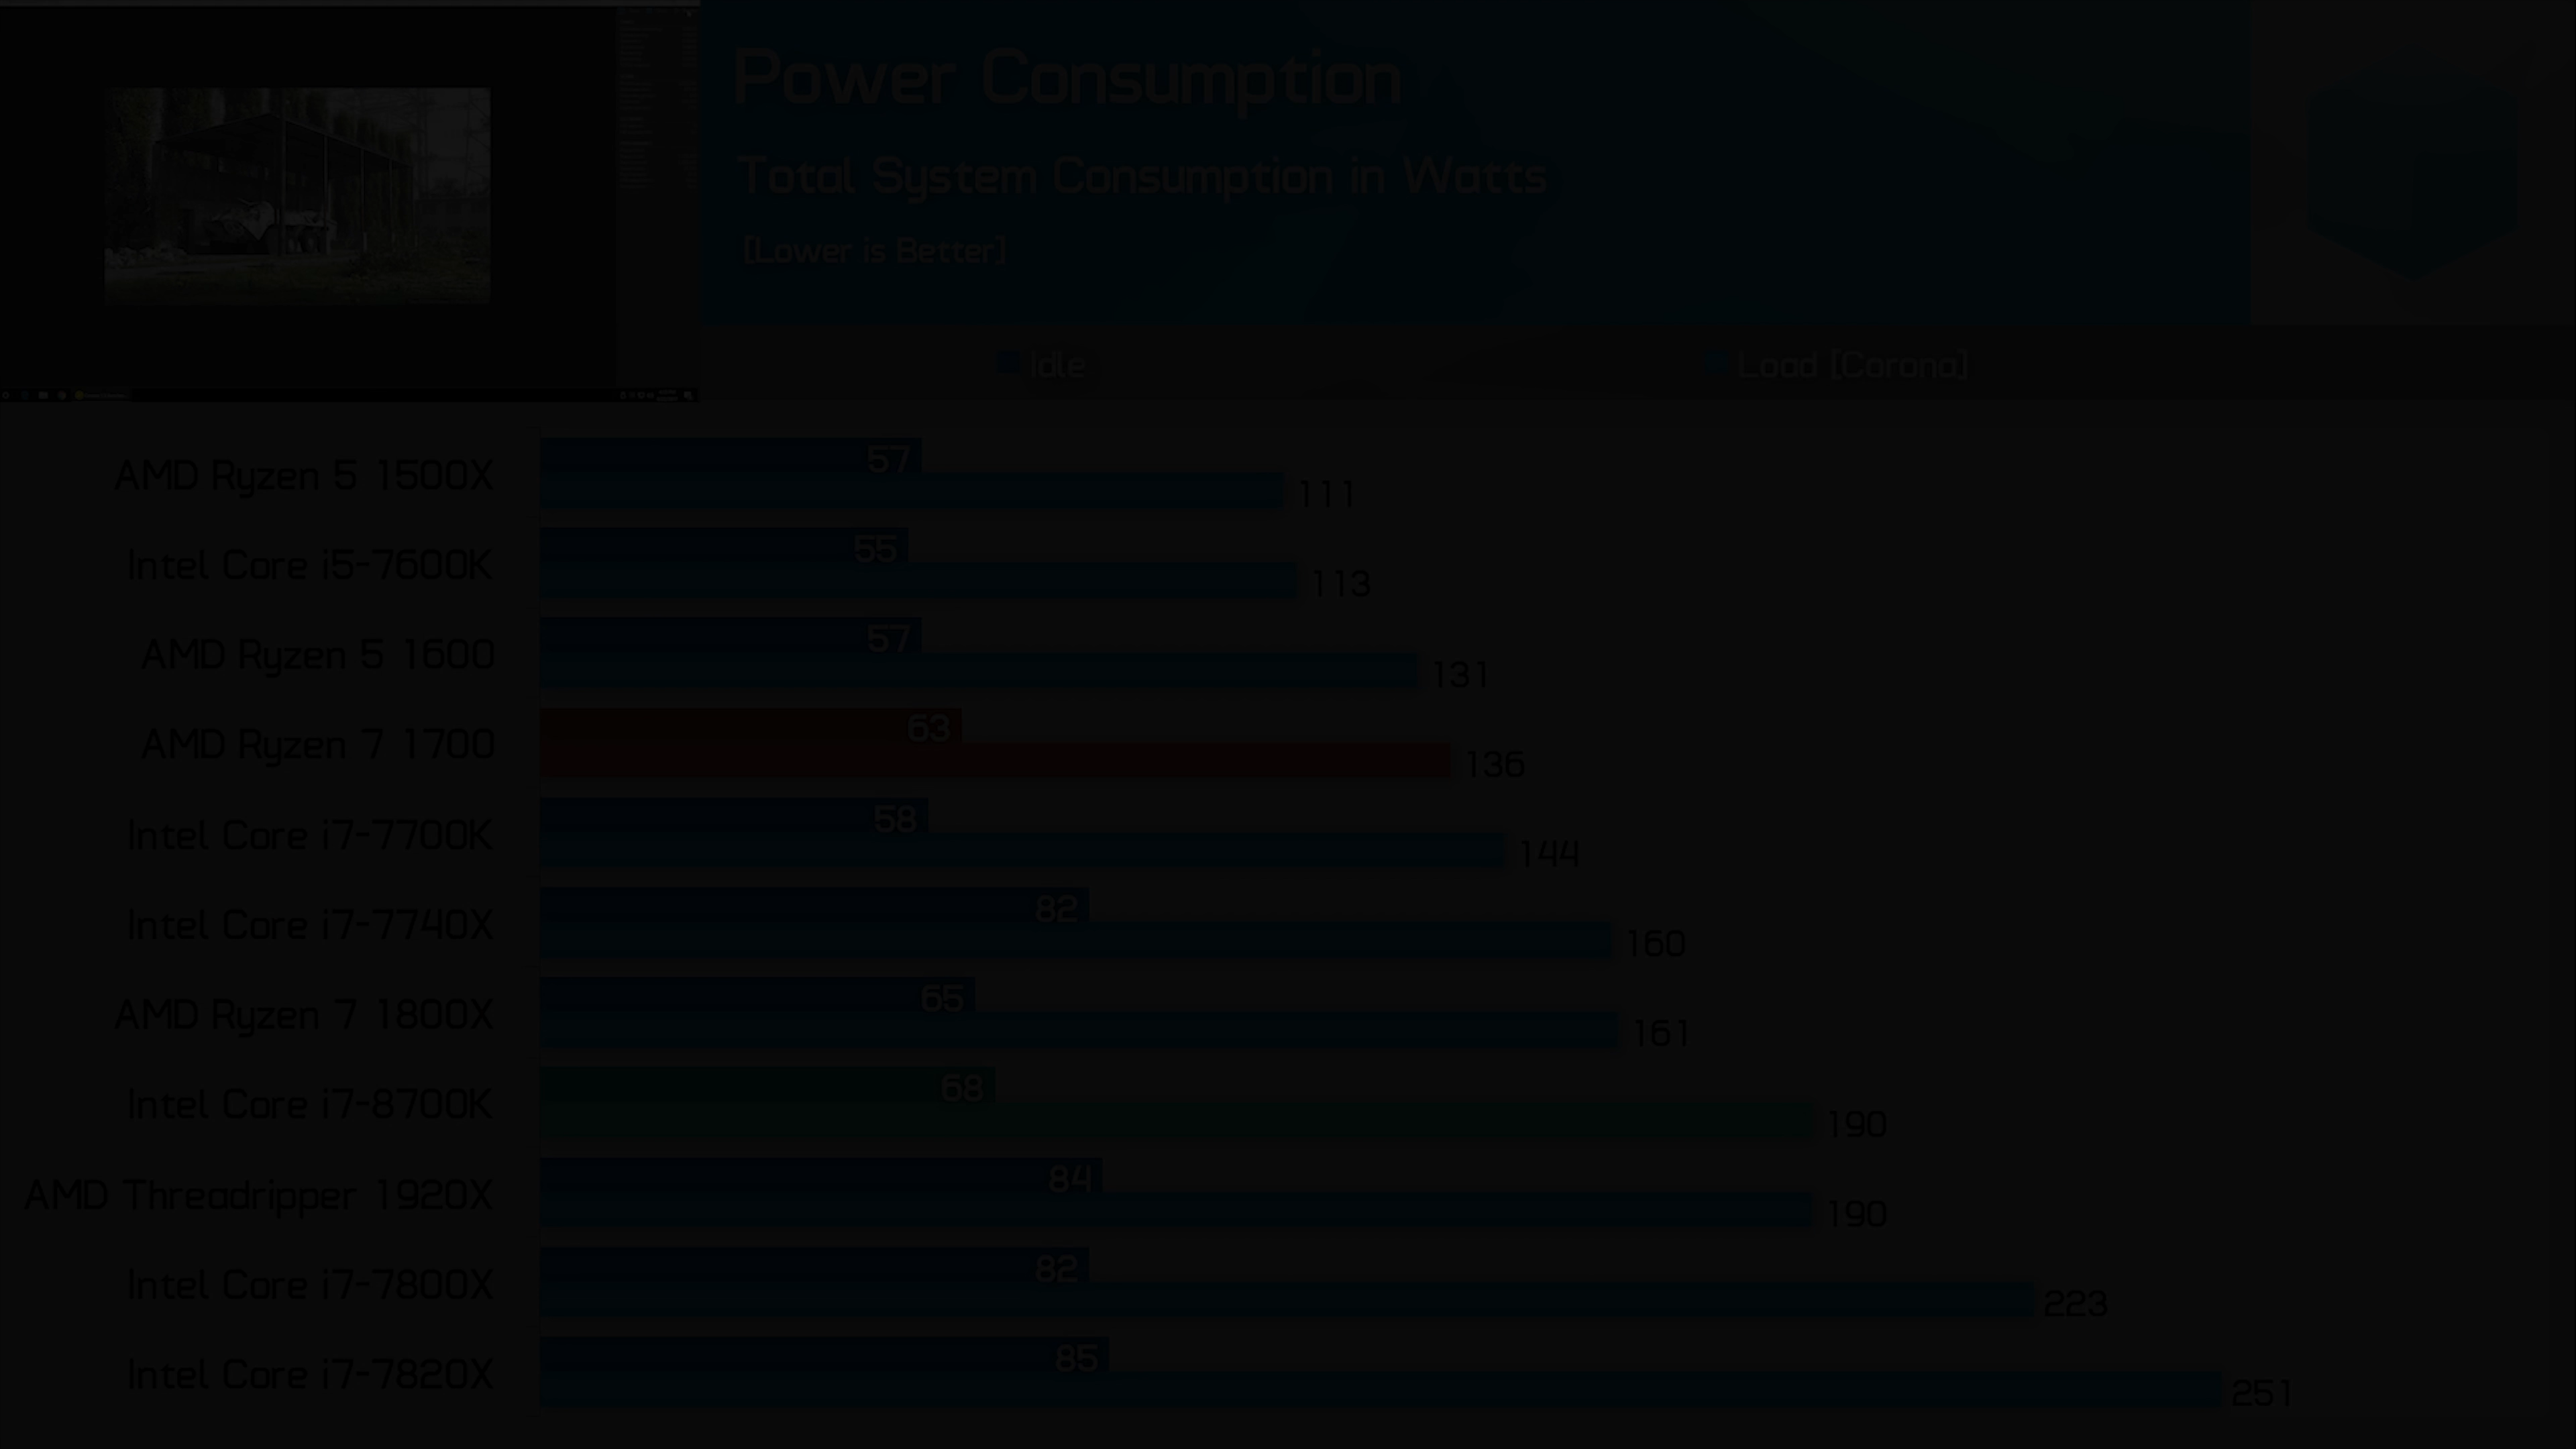 Power Consumption
Total System Consumption in Watts
[Lower is Better]
Idle
Load [Corona]
AMD Ryzen 5 1500X
57
111
Intel Core i5-7600K
55
113
AMD Ryzen 5 1600
57
131
AMD Ryzen 7 1700
63
136
Intel Core i7-7700K
58
144
Intel Core i7-7740X
82
160
AMD Ryzen 7 1800X
65
161
Intel Core i7-8700K
68
190
AMD Threadripper 1920X
84
190
Intel Core i7-7800X
82
223
Intel Core i7-7820X
85
251